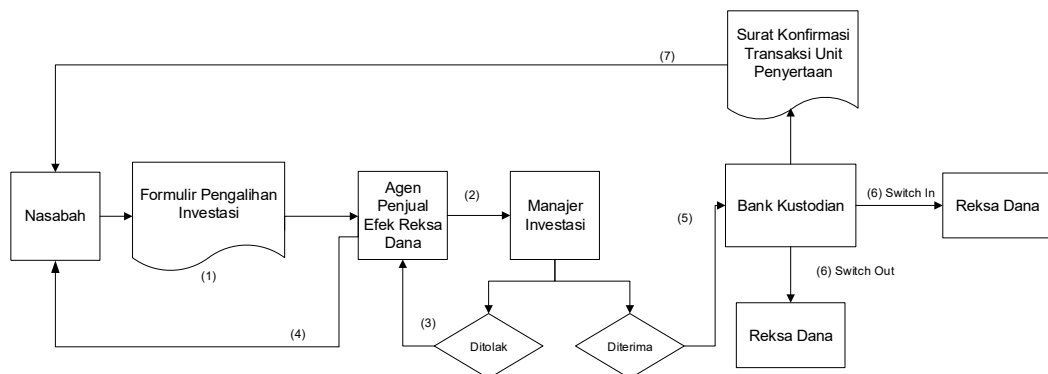 Surat Konfirmasi
Transaksi Unit
Penyertaan
(7)
Nasabah
Formulir Pengalihan
Investasi
(1)
Agen
Penjual
Efek Reksa
Dana
(2)
Manajer
Investasi
(5)
Bank Kustodian
(6) Switch In
Reksa Dana
(6) Switch Out
Reksa Dana
(4)
(3)
Ditolak
Diterima